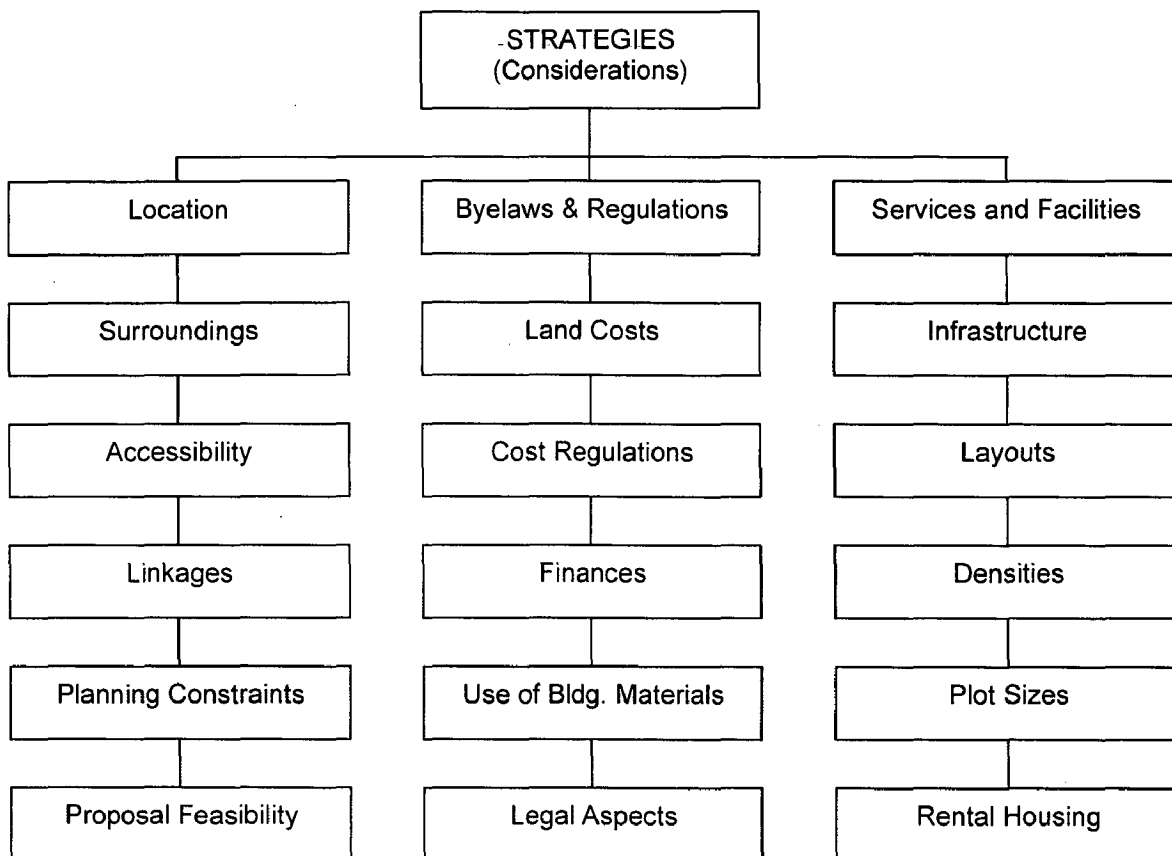 STRATEGIES
(Considerations)
Location
Byelaws & Regulations
Services and Facilities
Surroundings
Land Costs
Infrastructure
Accessibility
Cost Regulations
Layouts
Linkages
Finances
Densities
Planning Constraints
Use of Bldg. Materials
Plot Sizes
Proposal Feasibility
Legal Aspects
Rental Housing